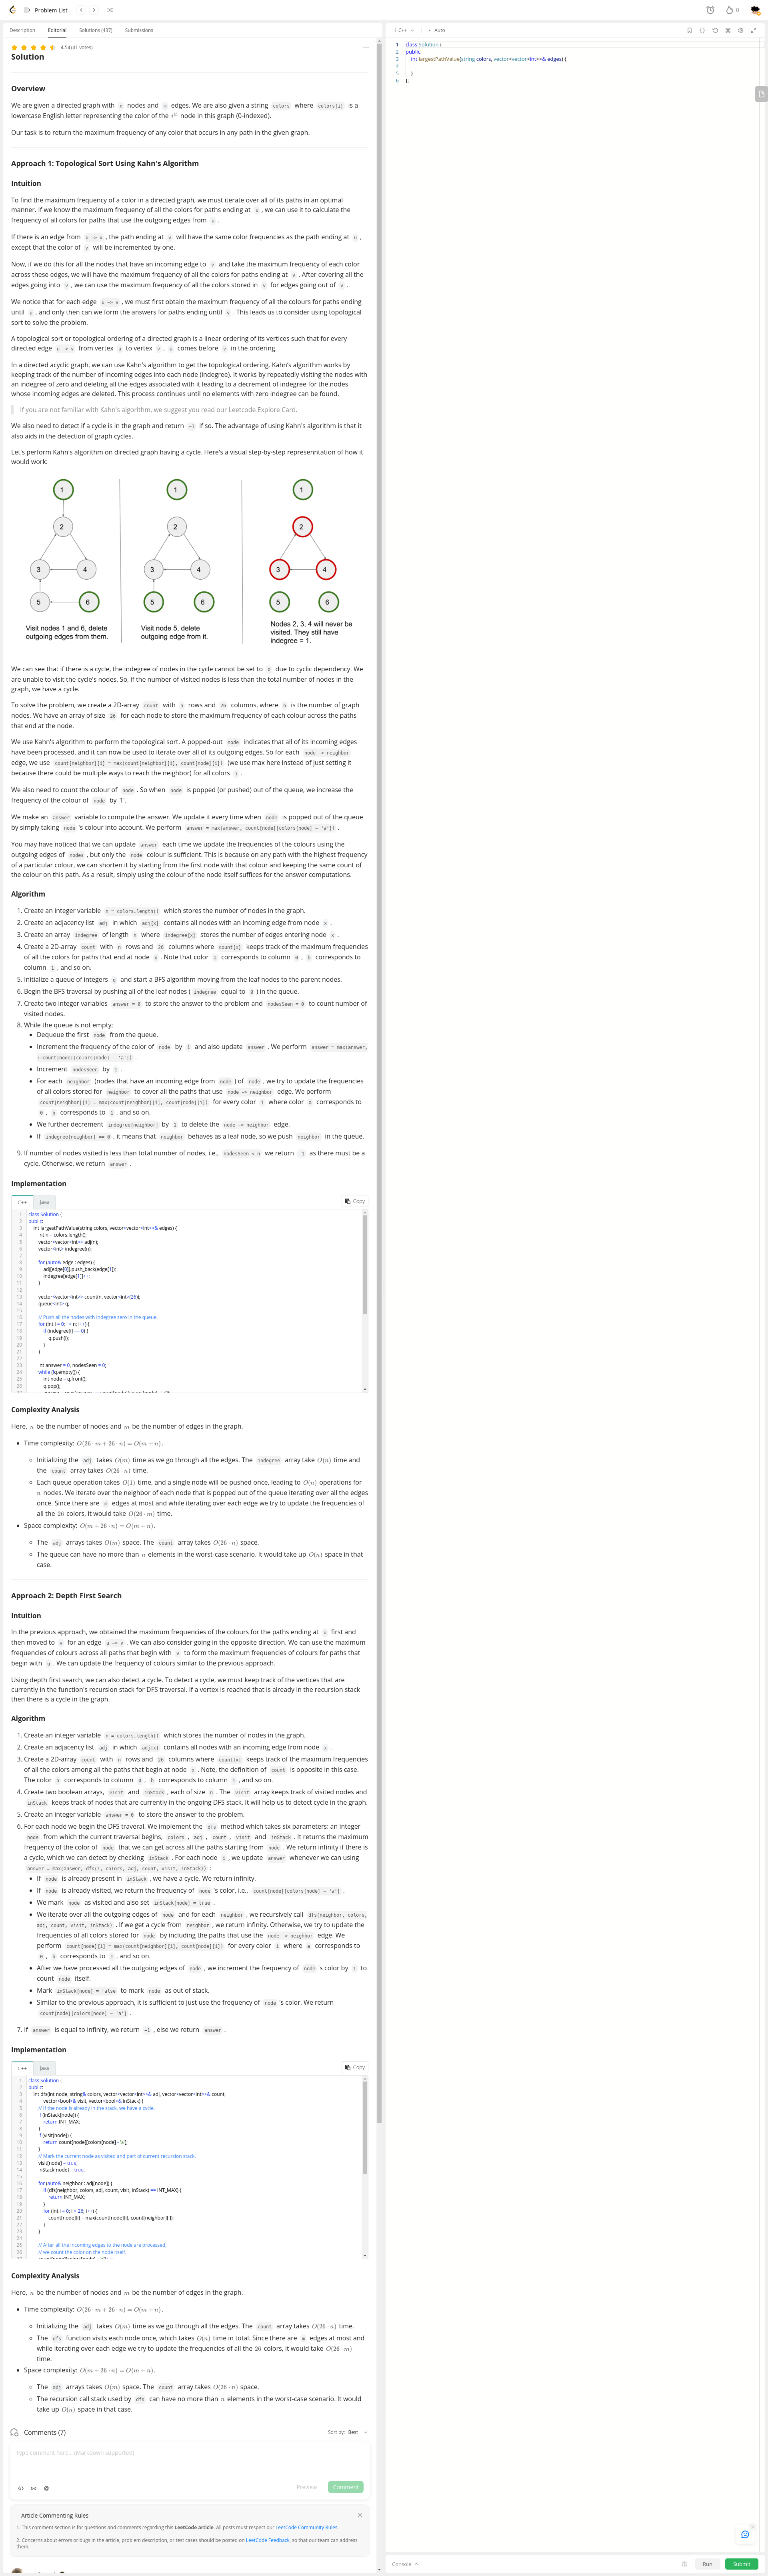 Problem List
0
Description
Editorial
Solutions (437)
Submissions
4.54 (41 votes)
Solution
Overview
We are given a directed graph with n nodes and m edges. We are also given a string colors where colors[i] is a
lowercase English letter representing the color of the i^th node in this graph (0-indexed).
Our task is to return the maximum frequency of any color that occurs in any path in the given graph.
Approach 1: Topological Sort Using Kahn's Algorithm
Intuition
To find the maximum frequency of a color in a directed graph, we must iterate over all of its paths in an optimal
manner. If we know the maximum frequency of all the colors for paths ending at u, we can use it to calculate the
frequency of all colors for paths that use the outgoing edges from u.
If there is an edge from u -> v, the path ending at v will have the same color frequencies as the path ending at u,
except that the color of v will be incremented by one.
Now, if we do this for all the nodes that have an incoming edge to v and take the maximum frequency of each color
across these edges, we will have the maximum frequency of all the colors for paths ending at v. After covering all the
edges going into v, we can use the maximum frequency of all the colors stored in v for edges going out of v.
We notice that for each edge u -> v, we must first obtain the maximum frequency of all the colours for paths ending
until u, and only then can we form the answers for paths ending until v. This leads us to consider using topological
sort to solve the problem.
A topological sort or topological ordering of a directed graph is a linear ordering of its vertices such that for every
directed edge u -> v from vertex u to vertex v, u comes before v in the ordering.
In a directed acyclic graph, we can use Kahn's algorithm to get the topological ordering. Kahn's algorithm works by
keeping track of the number of incoming edges into each node (indegree). It works by repeatedly visiting the nodes with
an indegree of zero and deleting all the edges associated with it leading to a decrement of indegree for the nodes
whose incoming edges are deleted. This process continues until no elements with zero indegree can be found.
If you are not familiar with Kahn's algorithm, we suggest you read our Leetcode Explore Card.
We also need to detect if a cycle is in the graph and return -1 if so. The advantage of using Kahn's algorithm is that it
also aids in the detection of graph cycles.
Let's perform Kahn's algorithm on directed graph having a cycle. Here's a visual step-by-step represenntation of how it
would work:
1 1 1
2 2 2
3 4 3 4 3 4
5 6 5 6 5 6
Visit nodes 1 and 6, delete
outgoing edges from them.
Visit node 5, delete
outgoing edge from it.
Nodes 2, 3, 4 will never be
visited. They still have
indegree = 1.
We can see that if there is a cycle, the indegree of nodes in the cycle cannot be set to 0 due to cyclic dependency. We
are unable to visit the cycle's nodes. So, if the number of visited nodes is less than the total number of nodes in the
graph, we have a cycle.
To solve the problem, we create a 2D-array count with n rows and 26 columns, where n is the number of graph
nodes. We have an array of size 26 for each node to store the maximum frequency of each colour across the paths
that end at the node.
We use Kahn's algorithm to perform the topological sort. A popped-out node indicates that all of its incoming edges
have been processed, and it can now be used to iterate over all of its outgoing edges. So for each node -> neighbor
edge, we use count[neighbor][i] = max(count[neighbor][i], count[node][i]) (we use max here instead of just setting it
because there could be multiple ways to reach the neighbor) for all colors i.
We also need to count the colour of node. So when node is popped (or pushed) out of the queue, we increase the
frequency of the colour of node by '1'.
We make an answer variable to compute the answer. We update it every time when node is popped out of the queue
by simply taking node 's colour into account. We perform answer = max(answer, count[node][colors[node] - 'a']).
You may have noticed that we can update answer each time we update the frequencies of the colours using the
outgoing edges of nodes, but only the node colour is sufficient. This is because on any path with the highest frequency
of a particular colour, we can shorten it by starting from the first node with that colour and keeping the same count of
the colour on this path. As a result, simply using the colour of the node itself suffices for the answer computations.
Algorithm
1. Create an integer variable n = colors.length() which stores the number of nodes in the graph.
2. Create an adjacency list adj in which adj[x] contains all nodes with an incoming edge from node x.
3. Create an array indegree of length n where indegree[x] stores the number of edges entering node x.
4. Create a 2D-array count with n rows and 26 columns where count[x] keeps track of the maximum frequencies
of all the colors for paths that end at node x. Note that color a corresponds to column 0, b corresponds to
column 1, and so on.
5. Initialize a queue of integers q and start a BFS algorithm moving from the leaf nodes to the parent nodes.
6. Begin the BFS traversal by pushing all of the leaf nodes ( indegree equal to 0 ) in the queue.
7. Create two integer variables answer = 0 to store the answer to the problem and nodesSeen = 0 to count number of
visited nodes.
8. While the queue is not empty;
• Dequeue the first node from the queue.
• Increment the frequency of the color of node by 1 and also update answer. We perform answer = max(answer,
++count[node][colors[node] - 'a']).
• Increment nodesSeen by 1.
• For each neighbor (nodes that have an incoming edge from node ) of node, we try to update the frequencies
of all colors stored for neighbor to cover all the paths that use node -> neighbor edge. We perform
count[neighbor][i] = max(count[neighbor][i], count[node][i]) for every color i where color a corresponds to
0, b corresponds to 1, and so on.
• We further decrement indegree[neighbor] by 1 to delete the node -> neighbor edge.
• If indegree[neighbor] == 0, it means that neighbor behaves as a leaf node, so we push neighbor in the queue.
9. If number of nodes visited is less than total number of nodes, i.e., nodesSeen < n we return -1 as there must be a
cycle. Otherwise, we return answer.
Implementation
C++
Java
Copy
1 class Solution {
2 public:
3 int largestPathValue(string colors, vector<vector<int>>& edges) {
4 int n = colors.length();
5 vector<vector<int>> adj(n);
6 vector<int> indegree(n);
7
8 for (auto& edge : edges) {
9 adj[edge[0]].push_back(edge[1]);
10 indegree[edge[1]]++;
11 }
12
13 vector<vector<int>> count(n, vector<int>(26));
14 queue<int> q;
15
16 // Push all the nodes with indegree zero in the queue.
17 for (int i = 0; i < n; i++) {
18 if (indegree[i] == 0) {
19 q.push(i);
20 }
21 }
22
23 int answer = 0, nodesSeen = 0;
24 while (!q.empty()) {
25 int node = q.front();
26 q.pop();
Complexity Analysis
Here, n be the number of nodes and m be the number of edges in the graph.
• Time complexity: O(26 · m + 26 · n) = O(m + n).
◦ Initializing the adj takes O(m) time as we go through all the edges. The indegree array take O(n) time and
the count array takes O(26 · n) time.
◦ Each queue operation takes O(1) time, and a single node will be pushed once, leading to O(n) operations for
n nodes. We iterate over the neighbor of each node that is popped out of the queue iterating over all the edges
once. Since there are m edges at most and while iterating over each edge we try to update the frequencies of
all the 26 colors, it would take O(26 · m) time.
• Space complexity: O(m + 26 · n) = O(m + n).
◦ The adj arrays takes O(m) space. The count array takes O(26 · n) space.
◦ The queue can have no more than n elements in the worst-case scenario. It would take up O(n) space in that
case.
Approach 2: Depth First Search
Intuition
In the previous approach, we obtained the maximum frequencies of the colours for the paths ending at u first and
then moved to v for an edge u -> v. We can also consider going in the opposite direction. We can use the maximum
frequencies of colours across all paths that begin with v to form the maximum frequencies of colours for paths that
begin with u. We can update the frequency of colours similar to the previous approach.
Using depth first search, we can also detect a cycle. To detect a cycle, we must keep track of the vertices that are
currently in the function's recursion stack for DFS traversal. If a vertex is reached that is already in the recursion stack
then there is a cycle in the graph.
Algorithm
1. Create an integer variable n = colors.length() which stores the number of nodes in the graph.
2. Create an adjacency list adj in which adj[x] contains all nodes with an incoming edge from node x.
3. Create a 2D-array count with n rows and 26 columns where count[x] keeps track of the maximum frequencies
of all the colors among all the paths that begin at node x. Note, the definition of count is opposite in this case.
The color a corresponds to column 0, b corresponds to column 1, and so on.
4. Create two boolean arrays, visit and inStack, each of size n. The visit array keeps track of visited nodes and
inStack keeps track of nodes that are currently in the ongoing DFS stack. It will help us to detect cycle in the graph.
5. Create an integer variable answer = 0 to store the answer to the problem.
6. For each node we begin the DFS traveral. We implement the dfs method which takes six parameters: an integer
node from which the current traversal begins, colors, adj, count, visit and inStack. It returns the maximum
frequency of the color of node that we can get across all the paths starting from node. We return infinity if there is
a cycle, which we can detect by checking inStack. For each node i, we update answer whenever we can using
answer = max(answer, dfs(i, colors, adj, count, visit, inStack)) :
• If node is already present in inStack, we have a cycle. We return infinity.
• If node is already visited, we return the frequency of node 's color, i.e., count[node][colors[node] - 'a'].
• We mark node as visited and also set inStack[node] = true.
• We iterate over all the outgoing edges of node and for each neighbor, we recursively call dfs(neighbor, colors,
adj, count, visit, inStack). If we get a cycle from neighbor, we return infinity. Otherwise, we try to update the
frequencies of all colors stored for node by including the paths that use the node -> neighbor edge. We
perform count[node][i] = max(count[neighbor][i], count[node][i]) for every color i where a corresponds to
0, b corresponds to 1, and so on.
• After we have processed all the outgoing edges of node, we increment the frequency of node 's color by 1 to
count node itself.
• Mark inStack[node] = false to mark node as out of stack.
• Similar to the previous approach, it is sufficient to just use the frequency of node 's color. We return
count[node][colors[node] - 'a'].
7. If answer is equal to infinity, we return -1, else we return answer.
Implementation
C++
Java
Copy
1 class Solution {
2 public:
3 int dfs(int node, string& colors, vector<vector<int>>& adj, vector<vector<int>>& count,
4 vector<bool>& visit, vector<bool>& inStack) {
5 // If the node is already in the stack, we have a cycle.
6 if (inStack[node]) {
7 return INT_MAX;
8 }
9 if (visit[node]) {
10 return count[node][colors[node] - 'a'];
11 }
12 // Mark the current node as visited and part of current recursion stack.
13 visit[node] = true;
14 inStack[node] = true;
15
16 for (auto& neighbor : adj[node]) {
17 if (dfs(neighbor, colors, adj, count, visit, inStack) == INT_MAX) {
18 return INT_MAX;
19 }
20 for (int i = 0; i < 26; i++) {
21 count[node][i] = max(count[node][i], count[neighbor][i]);
22 }
23 }
24
25 // After all the incoming edges to the node are processed,
26 // we count the color on the node itself.
Complexity Analysis
Here, n be the number of nodes and m be the number of edges in the graph.
• Time complexity: O(26 · m + 26 · n) = O(m + n).
◦ Initializing the adj takes O(m) time as we go through all the edges. The count array takes O(26 · n) time.
◦ The dfs function visits each node once, which takes O(n) time in total. Since there are m edges at most and
while iterating over each edge we try to update the frequencies of all the 26 colors, it would take O(26 · m)
time.
• Space complexity: O(m + 26 · n) = O(m + n).
◦ The adj arrays takes O(m) space. The count array takes O(26 · n) space.
◦ The recursion call stack used by dfs can have no more than n elements in the worst-case scenario. It would
take up O(n) space in that case.
Comments (7)
Sort by: Best
Type comment here... (Markdown supported)
Preview
Comment
Article Commenting Rules
1. This comment section is for questions and comments regarding this LeetCode article. All posts must respect our LeetCode Community Rules.
2. Concerns about errors or bugs in the article, problem description, or test cases should be posted on LeetCode Feedback, so that our team can address
them.
i C++
Auto
1 class Solution {
2 public:
3 int largestPathValue(string colors, vector<vector<int>>& edges) {
4
5 }
6 };
Console
Run
Submit